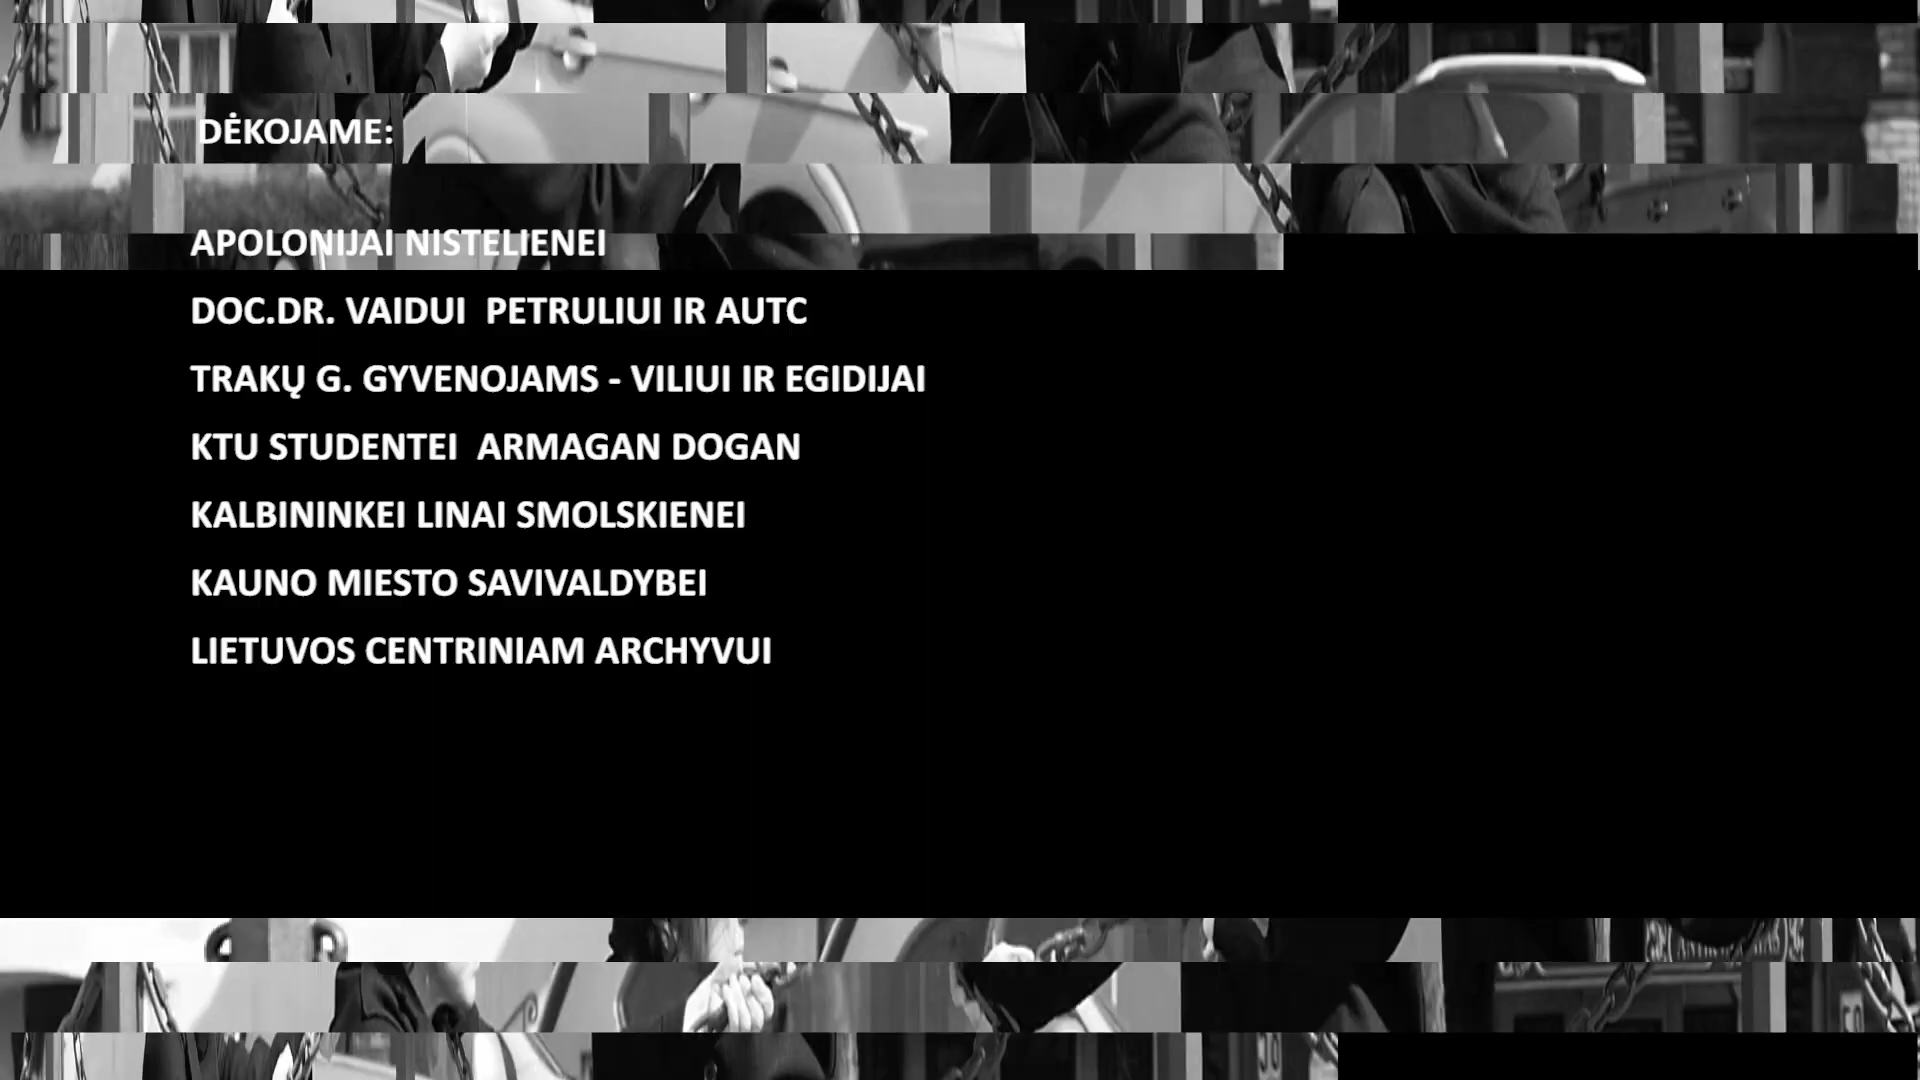 DĖKOJAME:
APOLONIJAI NISTELIENEI
DOC.DR. VAIDUI PETRULIUI IR AUTC
TRAKŲ G. GYVENOJAMS - VILIUI IR EGIDIJAI
KTU STUDENTEI ARMAGAN DOGAN
KALBININKEI LINAI SMOLSKIENEI
KAUNO MIESTO SAVIVALDYBEI
LIETUVOS CENTRINIAM ARCHYVUI